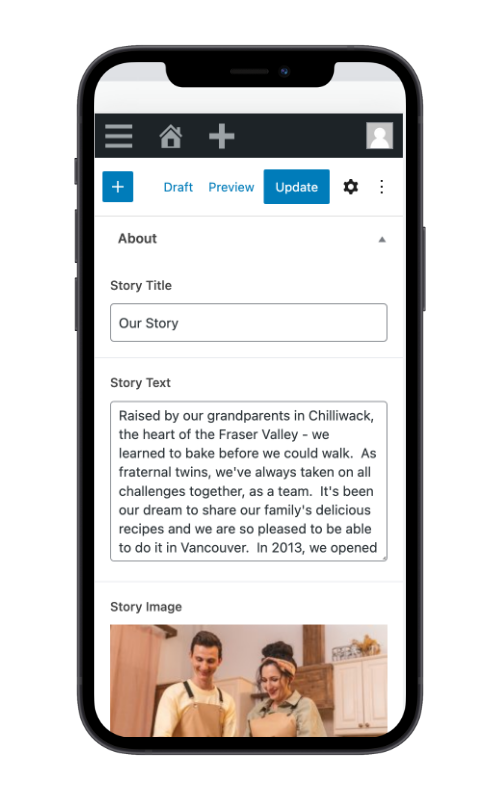 Draft Preview Update
About
Story Title
Our Story
Story Text
Raised by our grandparents in Chilliwack,
the heart of the Fraser Valley - we
learned to bake before we could walk.  As
fraternal twins, we've always taken on all
challenges together, as a team.  It's been
our dream to share our family's delicious
recipes and we are so pleased to be able
to do it in Vancouver.  In 2013, we opened
Story Image